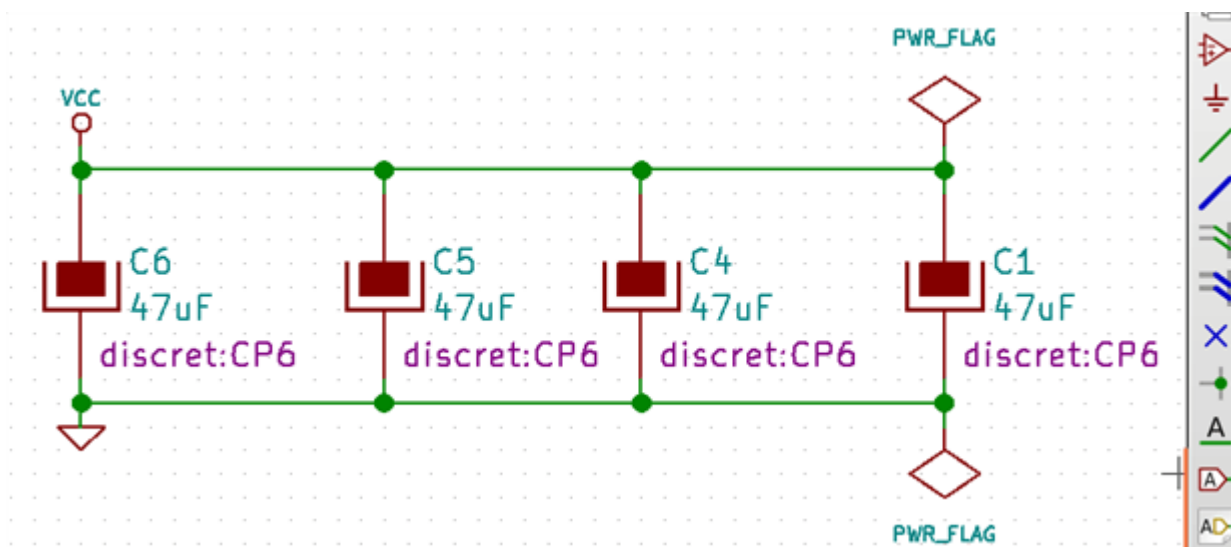 PWR_FLAG
VCC
C6
47uF
discret:CP6
C5
47uF
discret:CP6
C4
47uF
discret:CP6
C1
47uF
discret:CP6
PWR_FLAG
A
A
AD